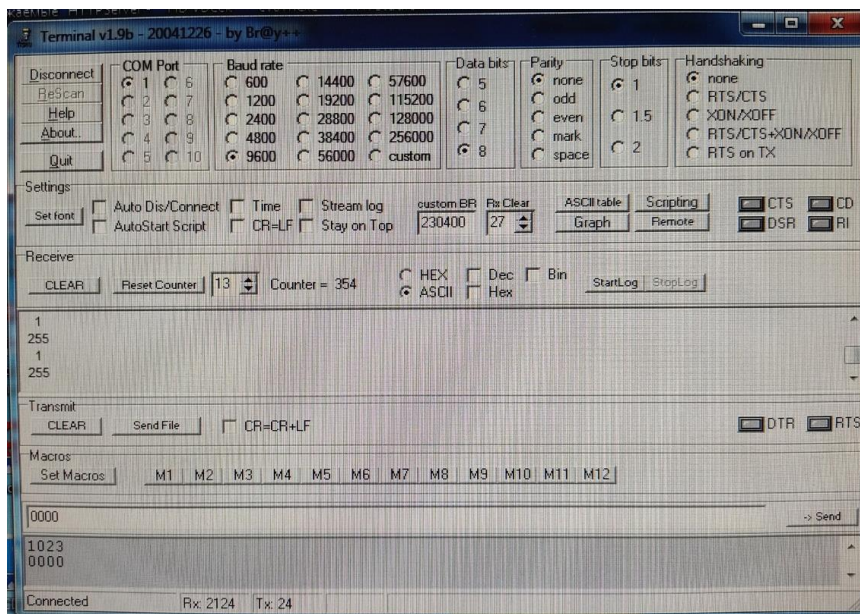 Terminal v1.9b - 20041226 - by Br@y++
Disconnect
ReScan
Help
About..
Quit
COM Port
1 6
2 7
3 8
4 9
5 10
Baud rate
600 14400 57600
1200 19200 115200
2400 28800 128000
4800 38400 256000
9600 56000 custom
Data bits
5
6
7
8
Parity
none
odd
even
mark
space
Stop bits
1
1.5
2
Handshaking
none
RTS/CTS
XON/XOFF
RTS/CTS+XON/XOFF
RTS on TX
Settings
Set font
Auto Dis/Connect Time Stream log
AutoStart Script CR=LF Stay on Top
custom BR Rx Clear
230400 27
ASCII table Scripting
Graph Remote
CTS CD
DSR RI
Receive
CLEAR Reset Counter 13 Counter = 354
HEX Dec Bin
ASCII Hex
StartLog StopLog
1
255
1
255
Transmit
CLEAR Send File CR=CR+LF DTR RTS
Macros
Set Macros M1 M2 M3 M4 M5 M6 M7 M8 M9 M10 M11 M12
0000 -> Send
1023
0000
Connected Rx: 2124 Tx: 24